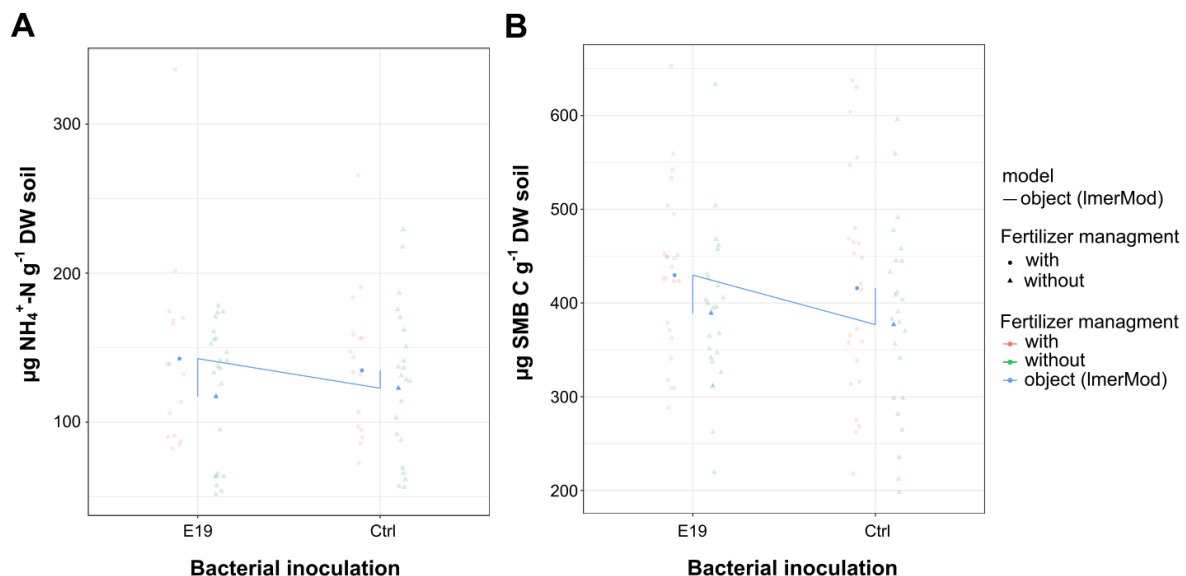 A
µg NH₄⁺-N g⁻¹ DW soil
300
200
100
E19
Ctrl
Bacterial inoculation
B
µg SMB C g⁻¹ DW soil
600
500
400
300
200
E19
Ctrl
Bacterial inoculation
model
object (lmerMod)
Fertilizer managment
with
without
Fertilizer managment
with
without
object (lmerMod)